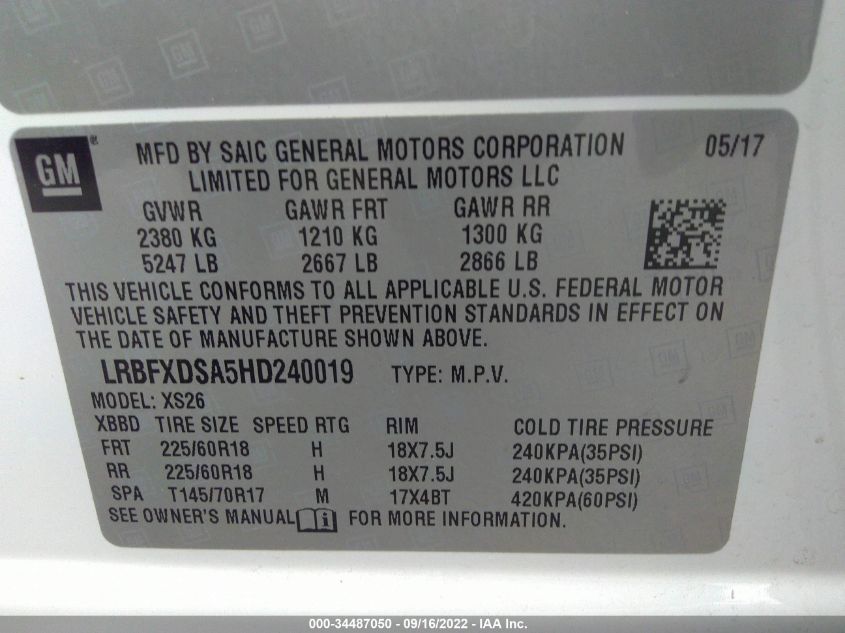 GM
MFD BY SAIC GENERAL MOTORS CORPORATION 05/17
LIMITED FOR GENERAL MOTORS LLC
GVWR GAWR FRT GAWR RR
2380 KG 1210 KG 1300 KG
5247 LB 2667 LB 2866 LB
THIS VEHICLE CONFORMS TO ALL APPLICABLE U.S. FEDERAL MOTOR
VEHICLE SAFETY AND THEFT PREVENTION STANDARDS IN EFFECT ON
THE DATE OF MANUFACTURE SHOWN ABOVE.
LRBFXDSA5HD240019 TYPE: M.P.V.
MODEL: XS26
XBBD TIRE SIZE SPEED RTG RIM COLD TIRE PRESSURE
FRT 225/60R18 H 18X7.5J 240KPA(35PSI)
RR 225/60R18 H 18X7.5J 240KPA(35PSI)
SPA T145/70R17 M 17X4BT 420KPA(60PSI)
SEE OWNER'S MANUAL FOR MORE INFORMATION.
000-34487050 - 09/16/2022 - IAA Inc.